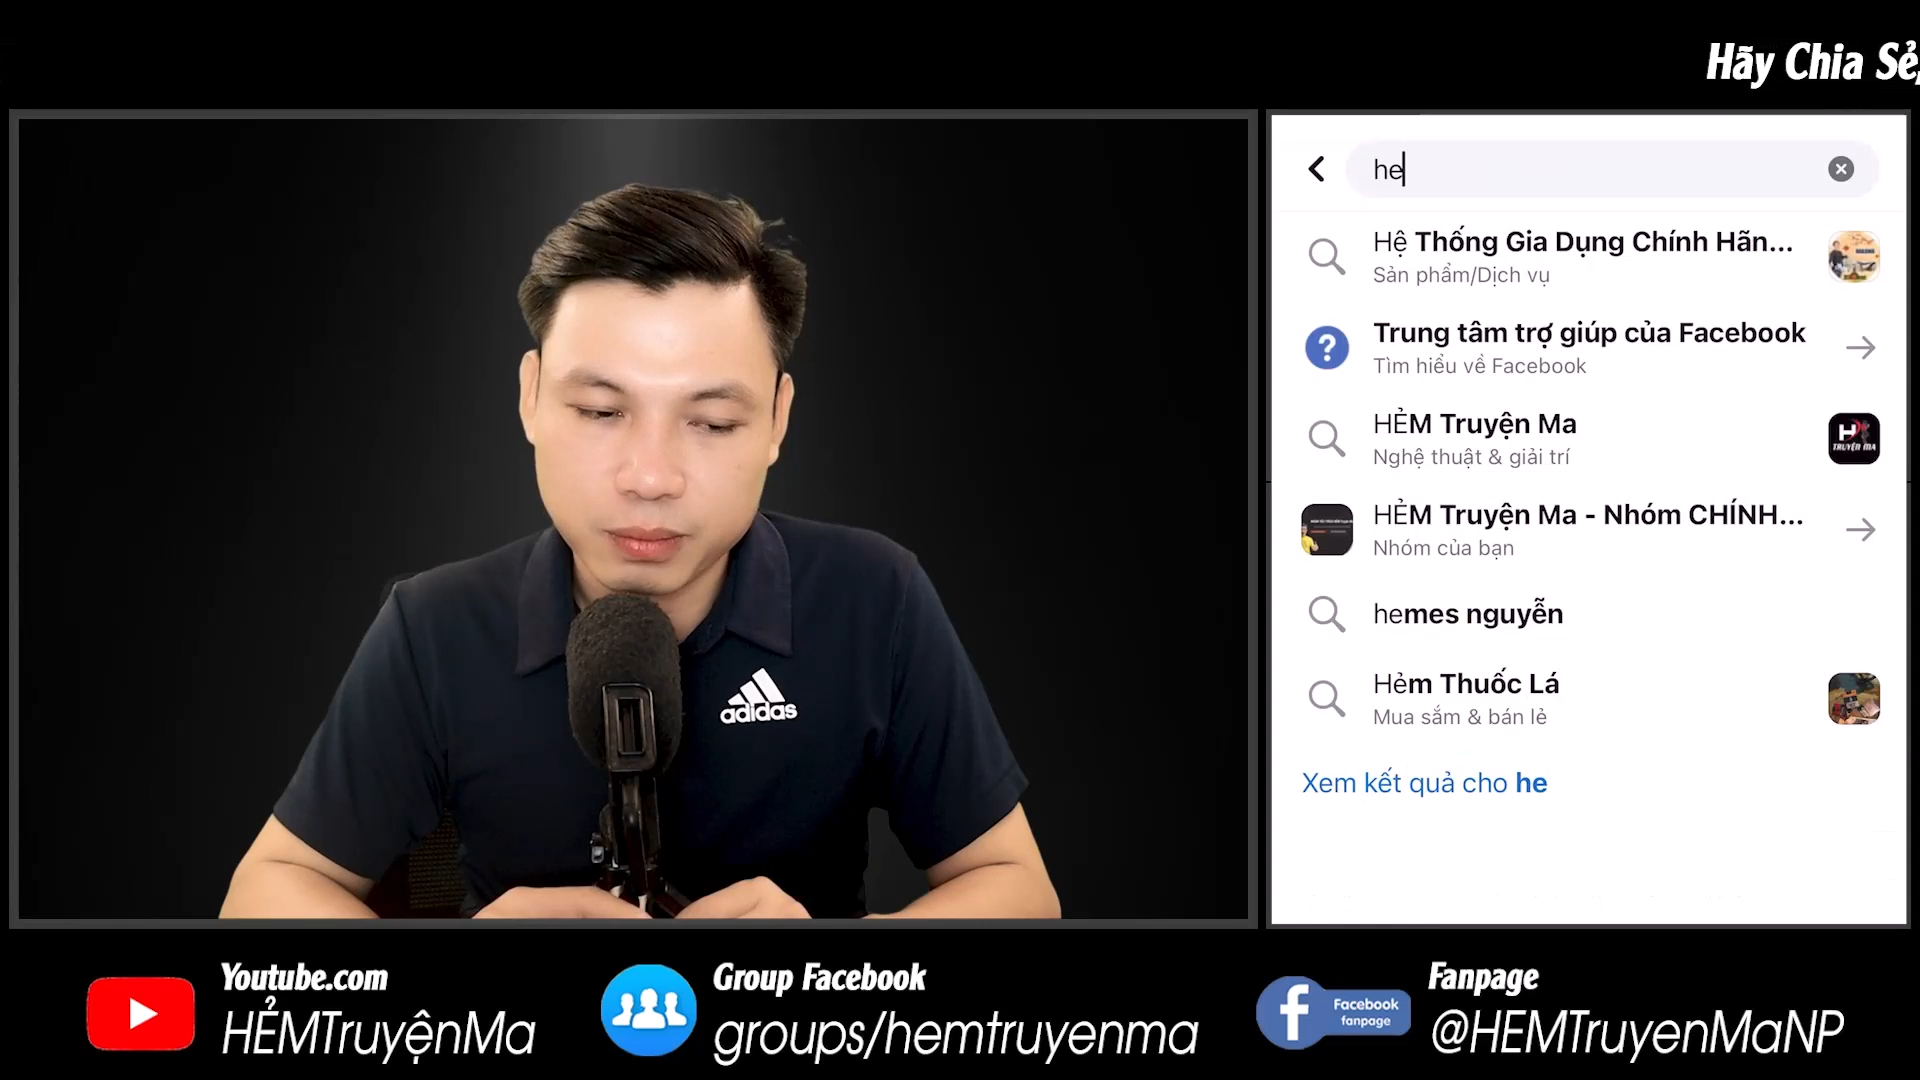 Hãy Chia Sẻ,
he
Hệ Thống Gia Dụng Chính Hãn...
Sản phẩm/Dịch vụ
Trung tâm trợ giúp của Facebook
Tìm hiểu về Facebook
HẺM Truyện Ma
Nghệ thuật & giải trí
H
TRUYỆN MA
HẺM Truyện Ma - Nhóm CHÍNH...
Nhóm của bạn
hemes nguyễn
Hẻm Thuốc Lá
Mua sắm & bán lẻ
Xem kết quả cho he
adidas
Youtube.com
HẺMTruyệnMa
Group Facebook
groups/hemtruyenma
Facebook
fanpage
Fanpage
@HEMTruyenMaNP